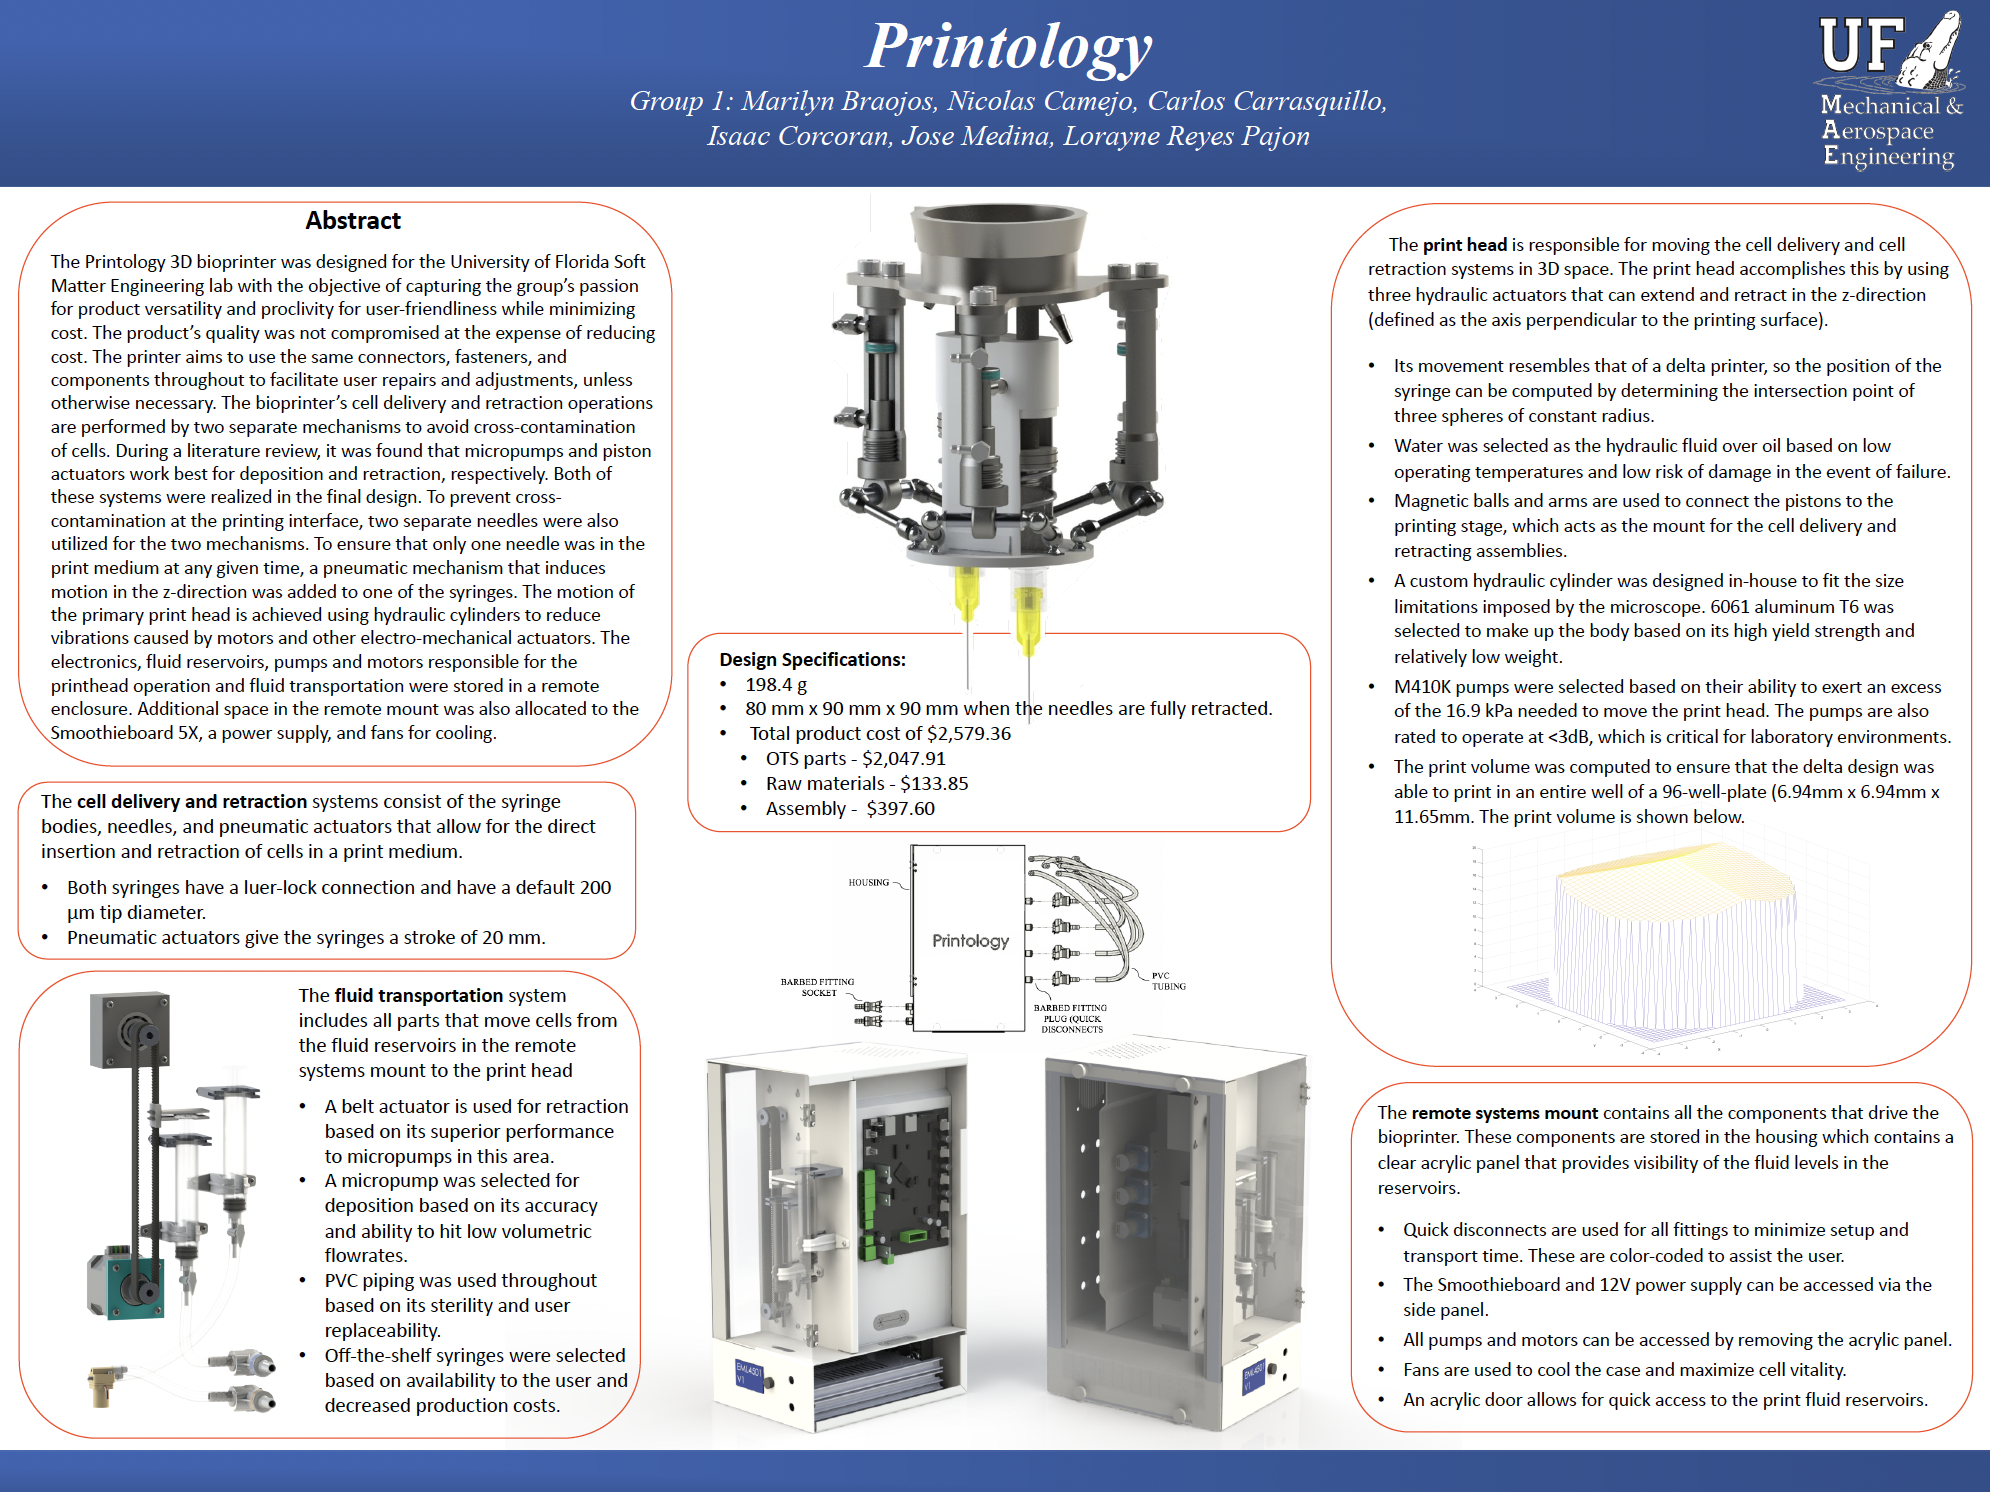 Printology
Group 1: Marilyn Braojos, Nicolas Camejo, Carlos Carrasquillo,
Isaac Corcoran, Jose Medina, Lorayne Reyes Pajon
UF
Mechanical &
Aerospace
Engineering
Abstract
The Printology 3D bioprinter was designed for the University of Florida Soft
Matter Engineering lab with the objective of capturing the group’s passion
for product versatility and proclivity for user-friendliness while minimizing
cost. The product’s quality was not compromised at the expense of reducing
cost. The printer aims to use the same connectors, fasteners, and
components throughout to facilitate user repairs and adjustments, unless
otherwise necessary. The bioprinter’s cell delivery and retraction operations
are performed by two separate mechanisms to avoid cross-contamination
of cells. During a literature review, it was found that micropumps and piston
actuators work best for deposition and retraction, respectively. Both of
these systems were realized in the final design. To prevent cross-
contamination at the printing interface, two separate needles were also
utilized for the two mechanisms. To ensure that only one needle was in the
print medium at any given time, a pneumatic mechanism that induces
motion in the z-direction was added to one of the syringes. The motion of
the primary print head is achieved using hydraulic cylinders to reduce
vibrations caused by motors and other electro-mechanical actuators. The
electronics, fluid reservoirs, pumps and motors responsible for the
printhead operation and fluid transportation were stored in a remote
enclosure. Additional space in the remote mount was also allocated to the
Smoothieboard 5X, a power supply, and fans for cooling.
The cell delivery and retraction systems consist of the syringe
bodies, needles, and pneumatic actuators that allow for the direct
insertion and retraction of cells in a print medium.
• Both syringes have a luer-lock connection and have a default 200
µm tip diameter.
• Pneumatic actuators give the syringes a stroke of 20 mm.
The fluid transportation system
includes all parts that move cells from
the fluid reservoirs in the remote
systems mount to the print head
• A belt actuator is used for retraction
based on its superior performance
to micropumps in this area.
• A micropump was selected for
deposition based on its accuracy
and ability to hit low volumetric
flowrates.
• PVC piping was used throughout
based on its sterility and user
replaceability.
• Off-the-shelf syringes were selected
based on availability to the user and
decreased production costs.
Design Specifications:
• 198.4 g
• 80 mm x 90 mm x 90 mm when the needles are fully retracted.
• Total product cost of $2,579.36
• OTS parts - $2,047.91
• Raw materials - $133.85
• Assembly - $397.60
HOUSING
Printology
BARBED FITTING
SOCKET
PVC
TUBING
BARBED FITTING
PLUG (QUICK
DISCONNECTS
EML4501
V1
EML4501
V1
The print head is responsible for moving the cell delivery and cell
retraction systems in 3D space. The print head accomplishes this by using
three hydraulic actuators that can extend and retract in the z-direction
(defined as the axis perpendicular to the printing surface).
• Its movement resembles that of a delta printer, so the position of the
syringe can be computed by determining the intersection point of
three spheres of constant radius.
• Water was selected as the hydraulic fluid over oil based on low
operating temperatures and low risk of damage in the event of failure.
• Magnetic balls and arms are used to connect the pistons to the
printing stage, which acts as the mount for the cell delivery and
retracting assemblies.
• A custom hydraulic cylinder was designed in-house to fit the size
limitations imposed by the microscope. 6061 aluminum T6 was
selected to make up the body based on its high yield strength and
relatively low weight.
• M410K pumps were selected based on their ability to exert an excess
of the 16.9 kPa needed to move the print head. The pumps are also
rated to operate at <3dB, which is critical for laboratory environments.
• The print volume was computed to ensure that the delta design was
able to print in an entire well of a 96-well-plate (6.94mm x 6.94mm x
11.65mm. The print volume is shown below.
The remote systems mount contains all the components that drive the
bioprinter. These components are stored in the housing which contains a
clear acrylic panel that provides visibility of the fluid levels in the
reservoirs.
• Quick disconnects are used for all fittings to minimize setup and
transport time. These are color-coded to assist the user.
• The Smoothieboard and 12V power supply can be accessed via the
side panel.
• All pumps and motors can be accessed by removing the acrylic panel.
• Fans are used to cool the case and maximize cell vitality.
• An acrylic door allows for quick access to the print fluid reservoirs.